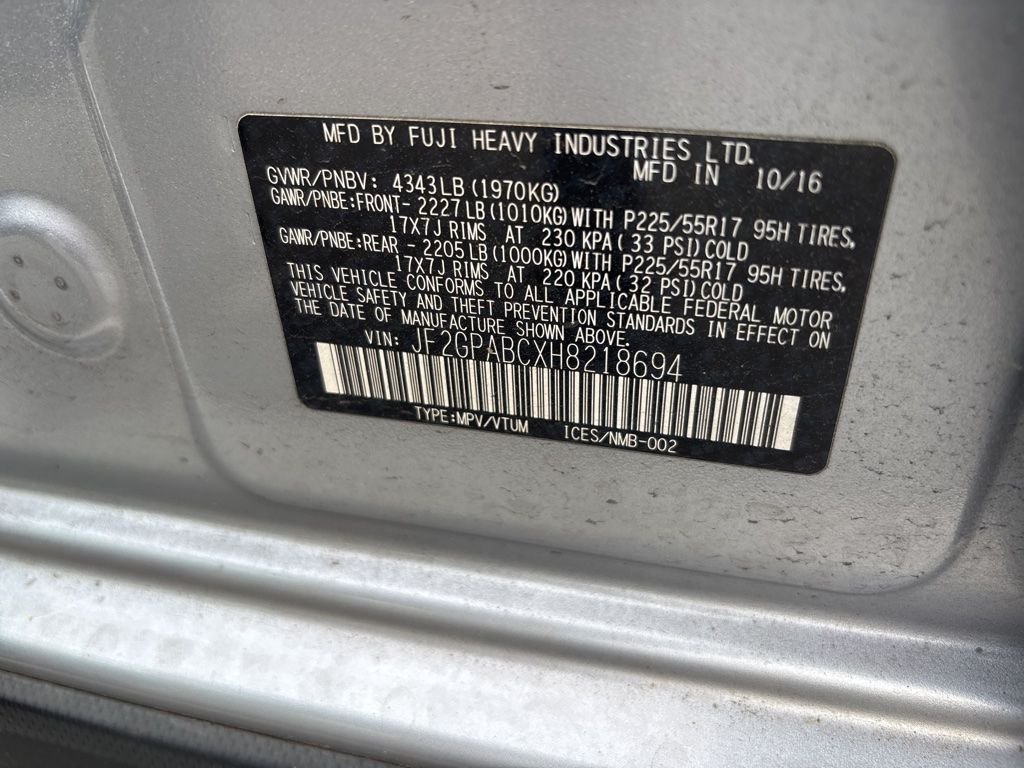 MFD BY FUJI HEAVY INDUSTRIES LTD.
MFD IN 10/16
GVWR/PNBV: 4343LB(1970KG)
GAWR/PNBE:FRONT- 2227LB(1010KG)WITH P225/55R17 95H TIRES,
17X7J RIMS AT 230 KPA( 33 PSI)COLD
GAWR/PNBE:REAR - 2205LB(1000KG)WITH P225/55R17 95H TIRES,
17X7J RIMS AT 220 KPA( 32 PSI)COLD
THIS VEHICLE CONFORMS TO ALL APPLICABLE FEDERAL MOTOR
VEHICLE SAFETY AND THEFT PREVENTION STANDARDS IN EFFECT ON
THE DATE OF MANUFACTURE SHOWN ABOVE.
VIN: JF2GPABCXH8218694
TYPE:MPV/VTUM ICES/NMB-002